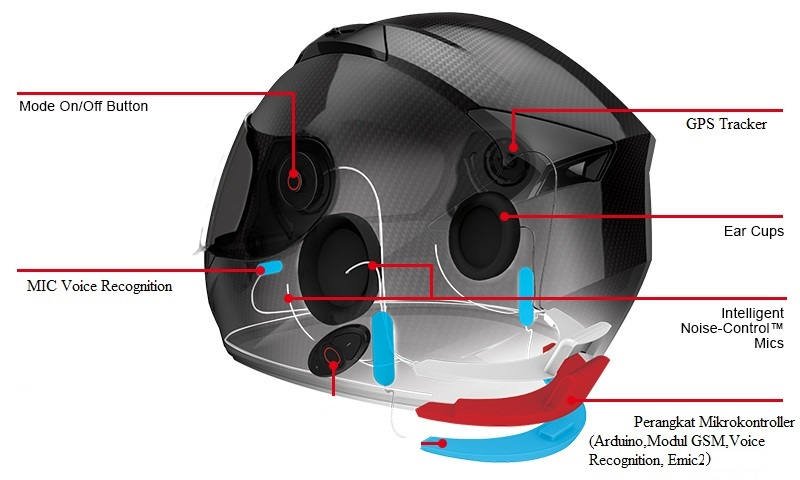 Mode On/Off Button
GPS Tracker
Ear Cups
MIC Voice Recognition
Intelligent
Noise-Control™
Mics
Perangkat Mikrokontroller
(Arduino,Modul GSM,Voice
Recognition, Emic2)